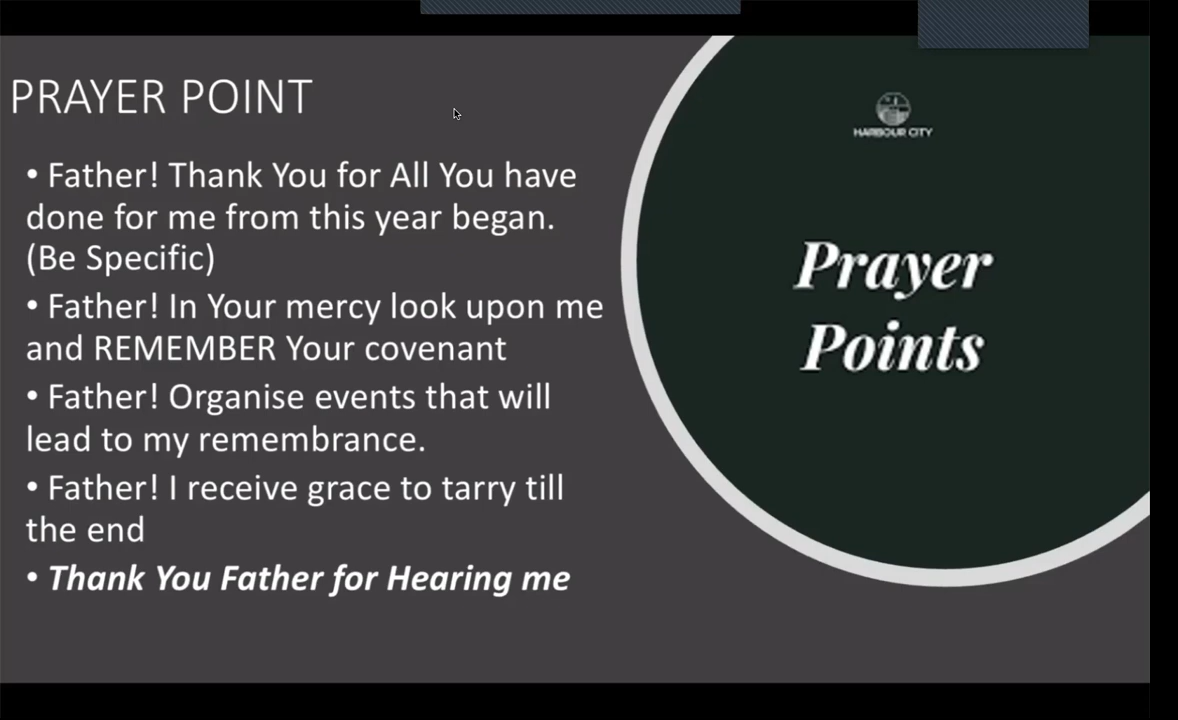 PRAYER POINT
• Father! Thank You for All You have
done for me from this year began.
(Be Specific)
• Father! In Your mercy look upon me
and REMEMBER Your covenant
• Father! Organise events that will
lead to my remembrance.
• Father! I receive grace to tarry till
the end
• Thank You Father for Hearing me
HARBOUR CITY
Prayer
Points